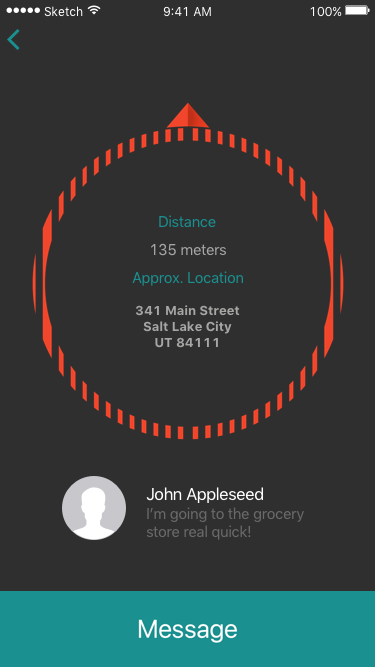 Sketch 9:41 AM 100%
Distance
135 meters
Approx. Location
341 Main Street
Salt Lake City
UT 84111
John Appleseed
I'm going to the grocery
store real quick!
Message